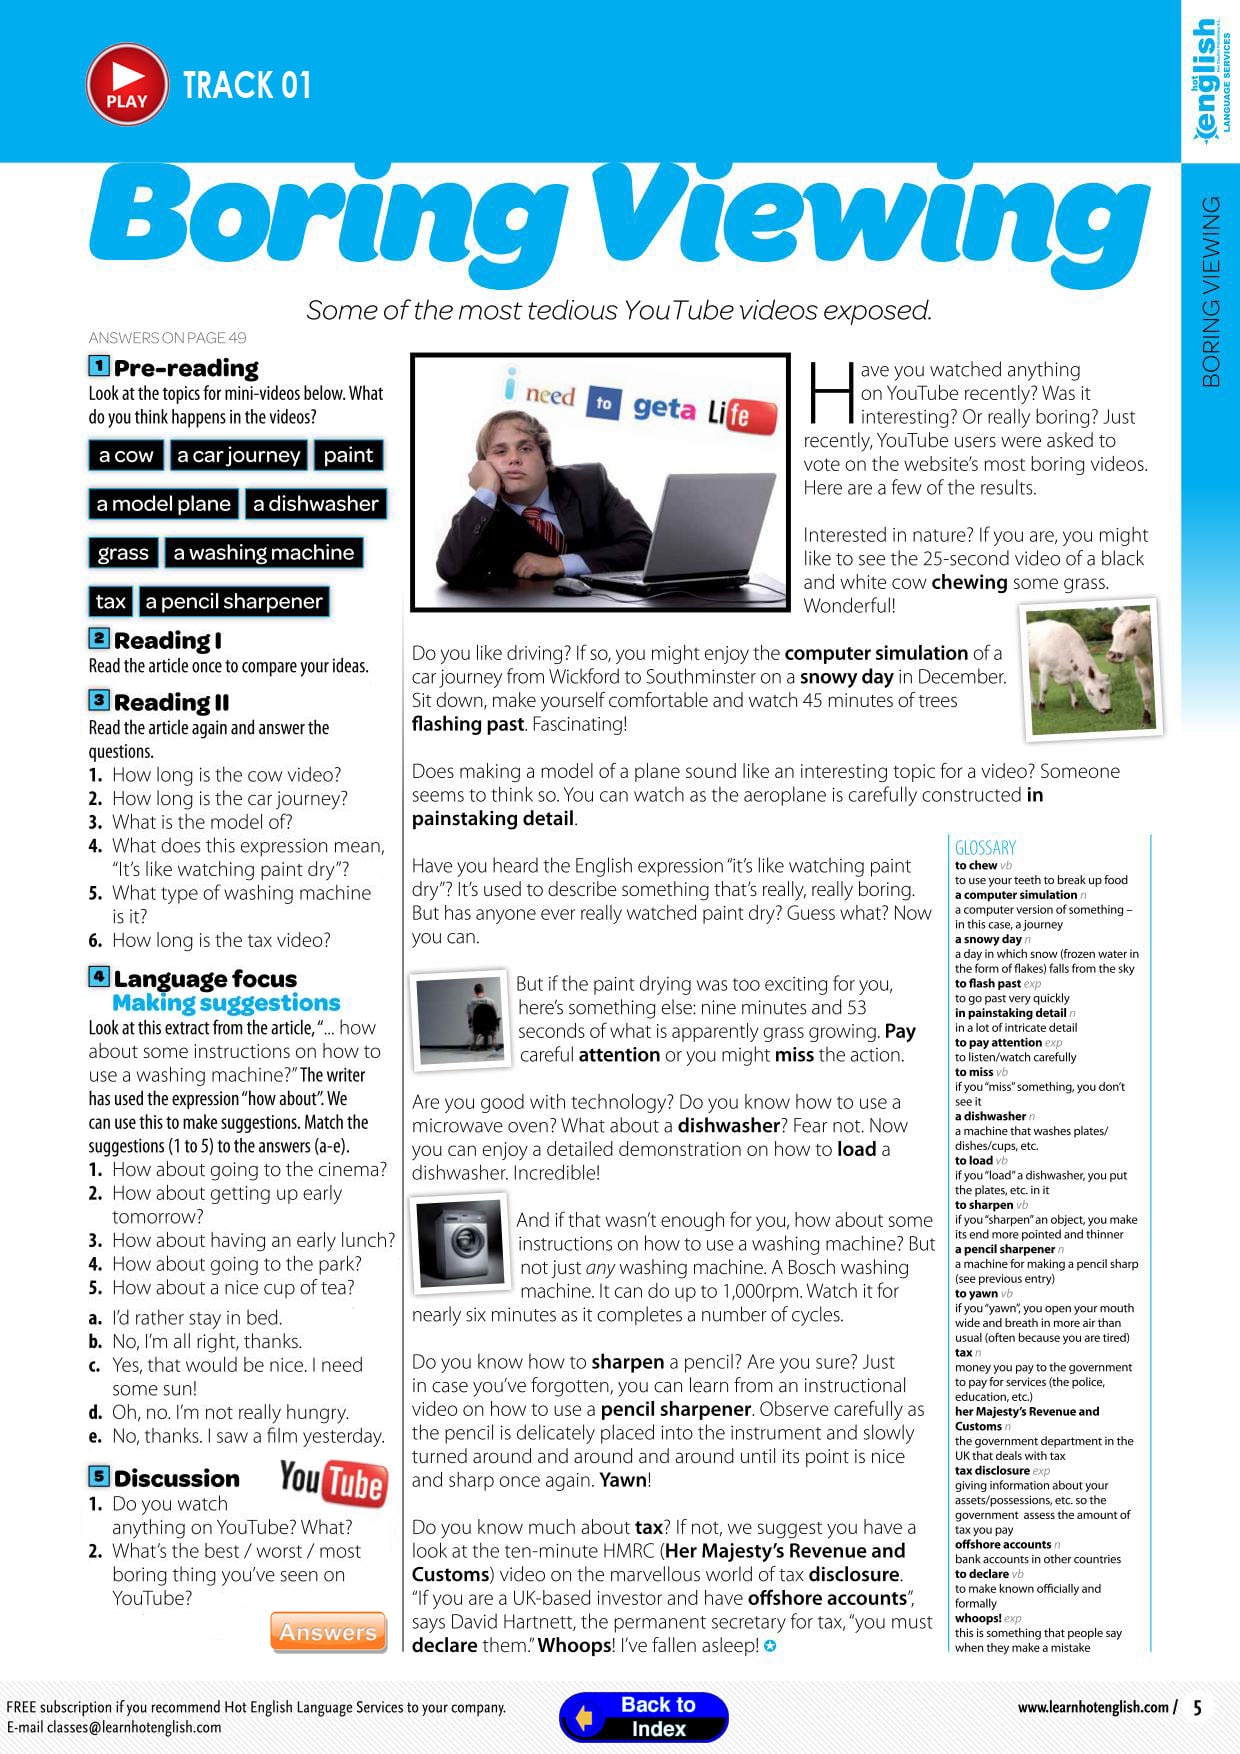 PLAY
TRACK 01
hot
english
LANGUAGE SERVICES
BORING VIEWING
Boring Viewing
Some of the most tedious YouTube videos exposed.
ANSWERS ON PAGE 49
1 Pre-reading
Look at the topics for mini-videos below. What
do you think happens in the videos?
a cow a car journey paint
a model plane a dishwasher
grass a washing machine
tax a pencil sharpener
2 Reading I
Read the article once to compare your ideas.
3 Reading II
Read the article again and answer the
questions.
1. How long is the cow video?
2. How long is the car journey?
3. What is the model of?
4. What does this expression mean,
“It’s like watching paint dry”?
5. What type of washing machine
is it?
6. How long is the tax video?
4 Language focus
Making suggestions
Look at this extract from the article, “... how
about some instructions on how to
use a washing machine?” The writer
has used the expression “how about”. We
can use this to make suggestions. Match the
suggestions (1 to 5) to the answers (a-e).
1. How about going to the cinema?
2. How about getting up early
tomorrow?
3. How about having an early lunch?
4. How about going to the park?
5. How about a nice cup of tea?
a. I’d rather stay in bed.
b. No, I’m all right, thanks.
c. Yes, that would be nice. I need
some sun!
d. Oh, no. I’m not really hungry.
e. No, thanks. I saw a film yesterday.
5 Discussion
YouTube
1. Do you watch
anything on YouTube? What?
2. What’s the best / worst / most
boring thing you’ve seen on
YouTube?
Answers
i need to get a Life
Have you watched anything
on YouTube recently? Was it
interesting? Or really boring? Just
recently, YouTube users were asked to
vote on the website’s most boring videos.
Here are a few of the results.
Interested in nature? If you are, you might
like to see the 25-second video of a black
and white cow chewing some grass.
Wonderful!
Do you like driving? If so, you might enjoy the computer simulation of a
car journey from Wickford to Southminster on a snowy day in December.
Sit down, make yourself comfortable and watch 45 minutes of trees
flashing past. Fascinating!
Does making a model of a plane sound like an interesting topic for a video? Someone
seems to think so. You can watch as the aeroplane is carefully constructed in
painstaking detail.
Have you heard the English expression “it’s like watching paint
dry”? It’s used to describe something that’s really, really boring.
But has anyone ever really watched paint dry? Guess what? Now
you can.
But if the paint drying was too exciting for you,
here’s something else: nine minutes and 53
seconds of what is apparently grass growing. Pay
careful attention or you might miss the action.
Are you good with technology? Do you know how to use a
microwave oven? What about a dishwasher? Fear not. Now
you can enjoy a detailed demonstration on how to load a
dishwasher. Incredible!
And if that wasn’t enough for you, how about some
instructions on how to use a washing machine? But
not just any washing machine. A Bosch washing
machine. It can do up to 1,000rpm. Watch it for
nearly six minutes as it completes a number of cycles.
Do you know how to sharpen a pencil? Are you sure? Just
in case you’ve forgotten, you can learn from an instructional
video on how to use a pencil sharpener. Observe carefully as
the pencil is delicately placed into the instrument and slowly
turned around and around and around until its point is nice
and sharp once again. Yawn!
Do you know much about tax? If not, we suggest you have a
look at the ten-minute HMRC (Her Majesty’s Revenue and
Customs) video on the marvellous world of tax disclosure.
“If you are a UK-based investor and have offshore accounts”,
says David Hartnett, the permanent secretary for tax, “you must
declare them.” Whoops! I’ve fallen asleep!
GLOSSARY
to chew vb
to use your teeth to break up food
a computer simulation n
a computer version of something –
in this case, a journey
a snowy day n
a day in which snow (frozen water in
the form of flakes) falls from the sky
to flash past exp
to go past very quickly
in painstaking detail n
in a lot of intricate detail
to pay attention exp
to listen/watch carefully
to miss vb
if you “miss” something, you don’t
see it
a dishwasher n
a machine that washes plates/
dishes/cups, etc.
to load vb
if you “load” a dishwasher, you put
the plates, etc. in it
to sharpen vb
if you “sharpen” an object, you make
its end more pointed and thinner
a pencil sharpener n
a machine for making a pencil sharp
(see previous entry)
to yawn vb
if you “yawn”, you open your mouth
wide and breath in more air than
usual (often because you are tired)
tax n
money you pay to the government
to pay for services (the police,
education, etc.)
her Majesty’s Revenue and
Customs n
the government department in the
UK that deals with tax
tax disclosure exp
giving information about your
assets/possessions, etc. so the
government assess the amount of
tax you pay
offshore accounts n
bank accounts in other countries
to declare vb
to make known officially and
formally
whoops! exp
this is something that people say
when they make a mistake
FREE subscription if you recommend Hot English Language Services to your company.
E-mail classes@learnhotenglish.com
Back to
Index
www.learnhotenglish.com / 5